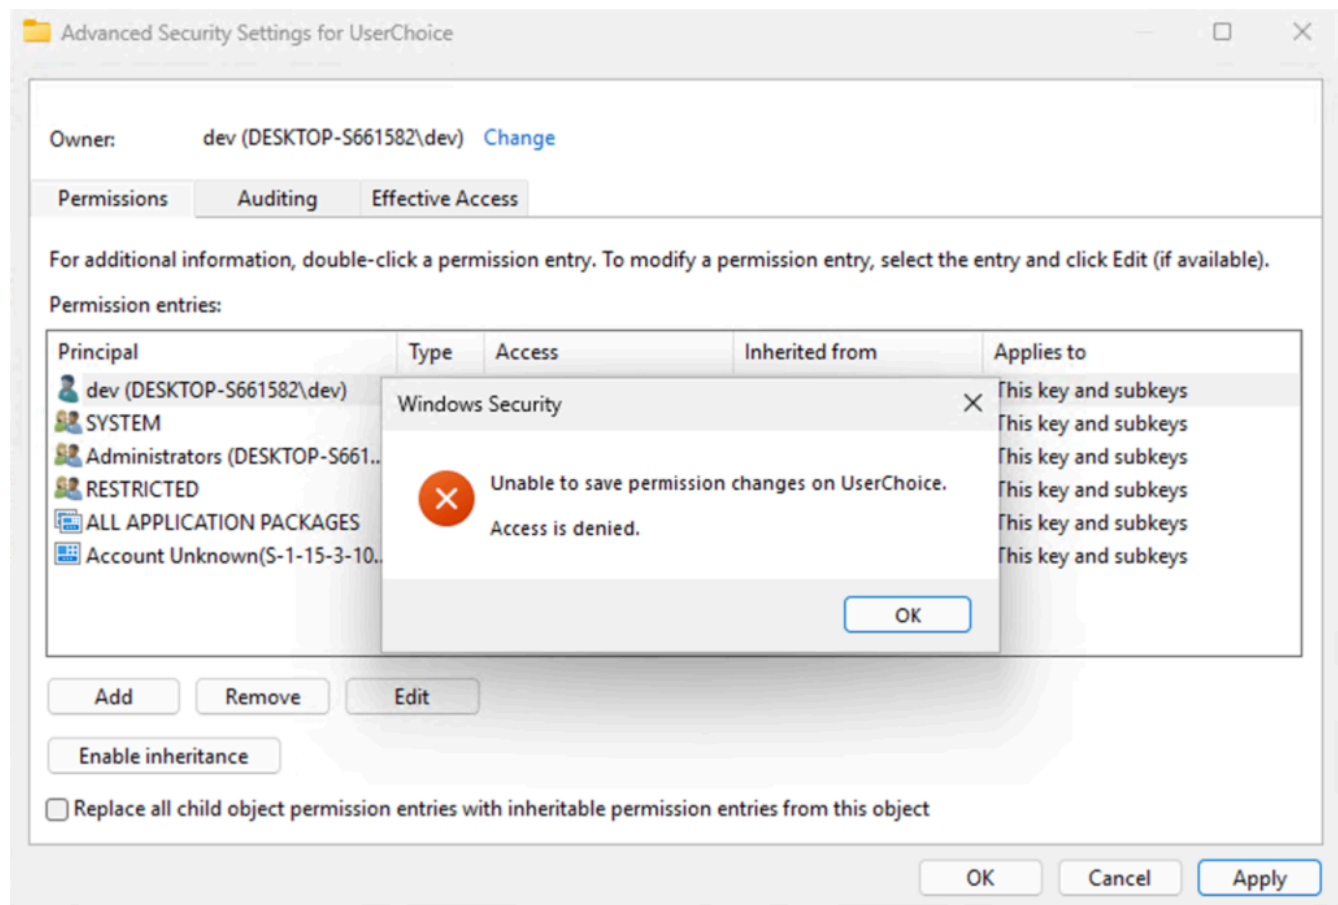 Advanced Security Settings for UserChoice
Owner: dev (DESKTOP-S661582\dev) Change
Permissions Auditing Effective Access
For additional information, double-click a permission entry. To modify a permission entry, select the entry and click Edit (if available).
Permission entries:
Principal Type Access Inherited from Applies to
dev (DESKTOP-S661582\dev) This key and subkeys
SYSTEM This key and subkeys
Administrators (DESKTOP-S661... This key and subkeys
RESTRICTED This key and subkeys
ALL APPLICATION PACKAGES This key and subkeys
Account Unknown(S-1-15-3-10... This key and subkeys
Windows Security
Unable to save permission changes on UserChoice.
Access is denied.
OK
Add Remove Edit
Enable inheritance
Replace all child object permission entries with inheritable permission entries from this object
OK Cancel Apply